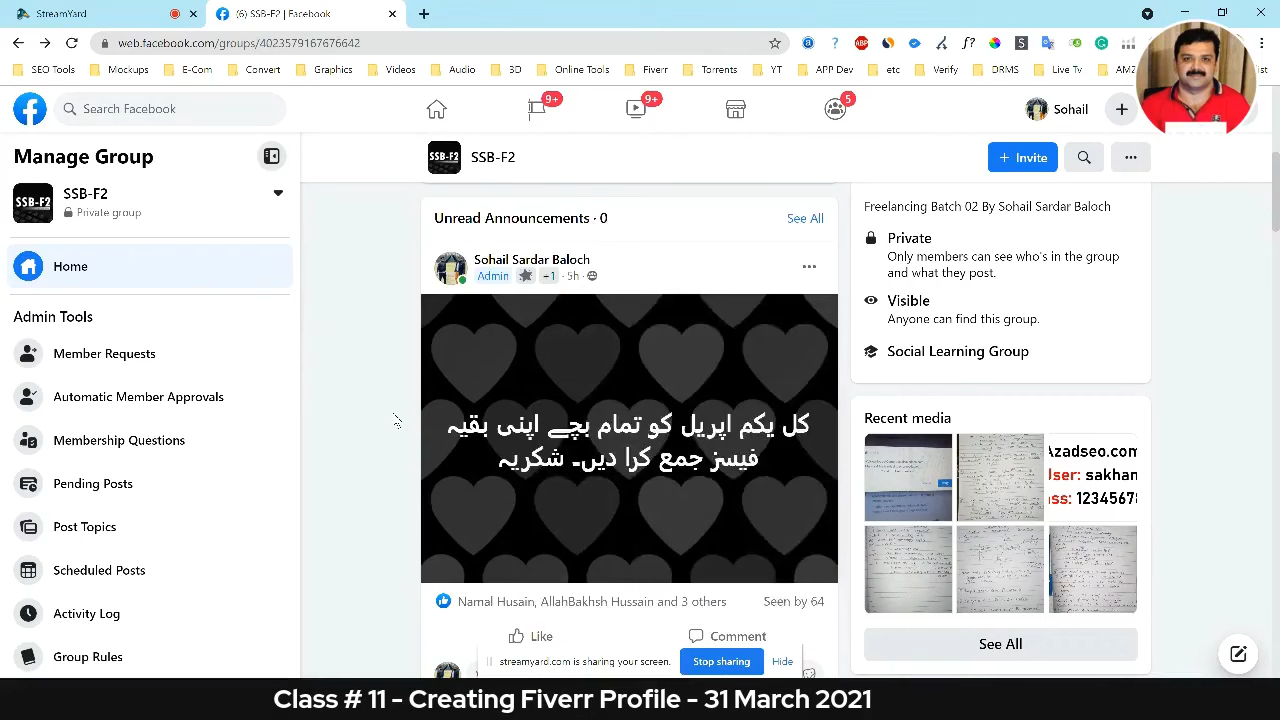 StreamYard
(6) SSB-F2 | Facebook
web.facebook.com/groups/4023579167676642
SEO Tools
Mockups
E-Com
Convert
Graphics
Videos
Audio
3D
Online Tools
Fiverr
Torrents
APP Dev
etc
Verify
DRMS
Live Tv
Search Facebook
9+
9+
5
Sohail
Manage Group
SSB-F2
Private group
Home
Admin Tools
Member Requests
Automatic Member Approvals
Membership Questions
Pending Posts
Post Topics
Scheduled Posts
Activity Log
Group Rules
SSB-F2
+ Invite
Unread Announcements · 0
See All
Sohail Sardar Baloch
Admin +1 · 5h ·
کل یکم اپریل کو تمام بچے اپنی بقیہ
فیسز جمع کرا دیں۔ شکریہ
Namal Husain, AllahBakhsh Hussain and 3 others
Seen by 64
Like
Comment
streamyard.com is sharing your screen.
Stop sharing
Hide
Freelancing Batch 02 By Sohail Sardar Baloch
Private
Only members can see who's in the group
and what they post.
Visible
Anyone can find this group.
Social Learning Group
Recent media
Azadseo.com
User: sakhan
See All
Class # 11 - Creating Fiverr Profile - 31 March 2021